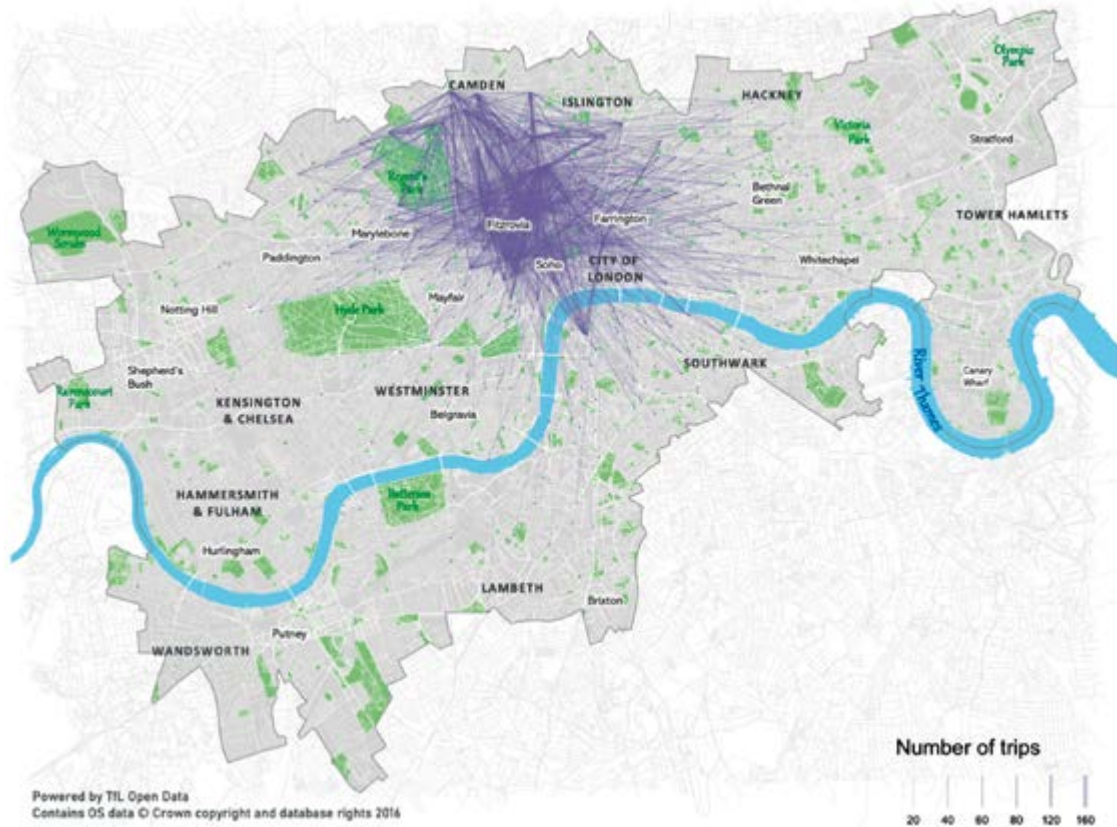 Olympic
Park
CAMDEN
ISLINGTON
HACKNEY
Victoria
Park
Stratford
Regent's
Park
Bethnal
Green
TOWER HAMLETS
Wormwood
Scrubs
Marylebone
Fitzrovia
Farrington
Paddington
Soho
CITY OF
LONDON
Whitechapel
Notting Hill
Hyde Park
Mayfair
Shepherd's
Bush
SOUTHWARK
River Thames
Canary
Wharf
Ravenscourt
Park
KENSINGTON
& CHELSEA
WESTMINSTER
Belgravia
HAMMERSMITH
& FULHAM
Battersea
Park
Hurlingham
LAMBETH
Brixton
Putney
WANDSWORTH
Number of trips
20 40 60 80 120 160
Powered by TfL Open Data
Contains OS data © Crown copyright and database rights 2016